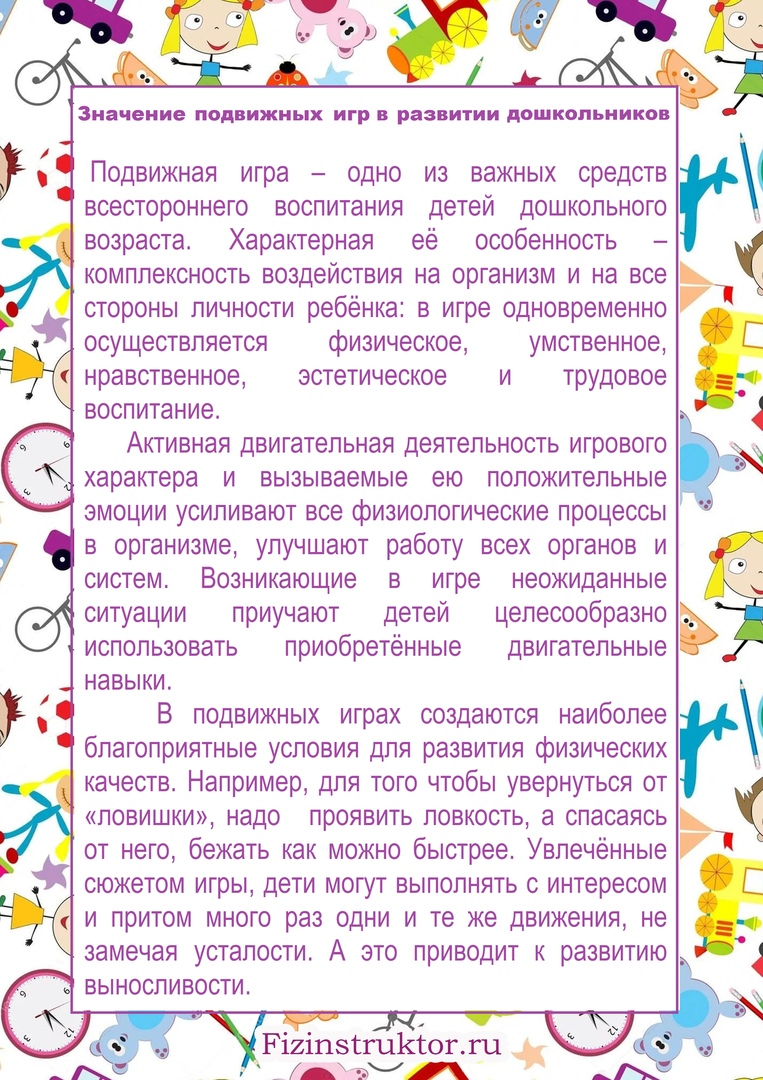 Значение подвижных игр в развитии дошкольников
Подвижная игра – одно из важных средств
всестороннего воспитания детей дошкольного
возраста. Характерная её особенность –
комплексность воздействия на организм и на все
стороны личности ребёнка: в игре одновременно
осуществляется физическое, умственное,
нравственное, эстетическое и трудовое
воспитание.
Активная двигательная деятельность игрового
характера и вызываемые ею положительные
эмоции усиливают все физиологические процессы
в организме, улучшают работу всех органов и
систем. Возникающие в игре неожиданные
ситуации приучают детей целесообразно
использовать приобретённые двигательные
навыки.
В подвижных играх создаются наиболее
благоприятные условия для развития физических
качеств. Например, для того чтобы увернуться от
«ловишки», надо проявить ловкость, а спасаясь
от него, бежать как можно быстрее. Увлечённые
сюжетом игры, дети могут выполнять с интересом
и притом много раз одни и те же движения, не
замечая усталости. А это приводит к развитию
выносливости.
Fizinstruktor.ru